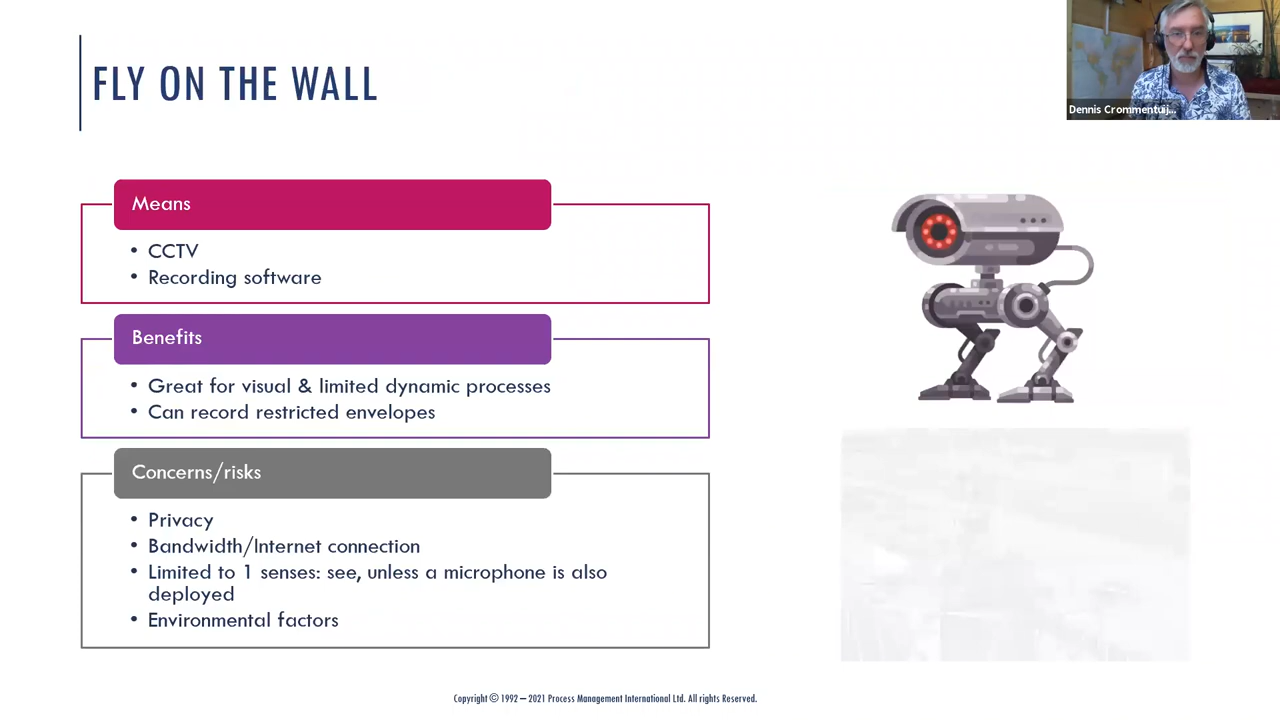 FLY ON THE WALL
Dennis Crommentuij...
Means
• CCTV
• Recording software
Benefits
• Great for visual & limited dynamic processes
• Can record restricted envelopes
Concerns/risks
• Privacy
• Bandwidth/Internet connection
• Limited to 1 senses: see, unless a microphone is also
deployed
• Environmental factors
Copyright © 1992 – 2021 Process Management International Ltd. All rights Reserved.